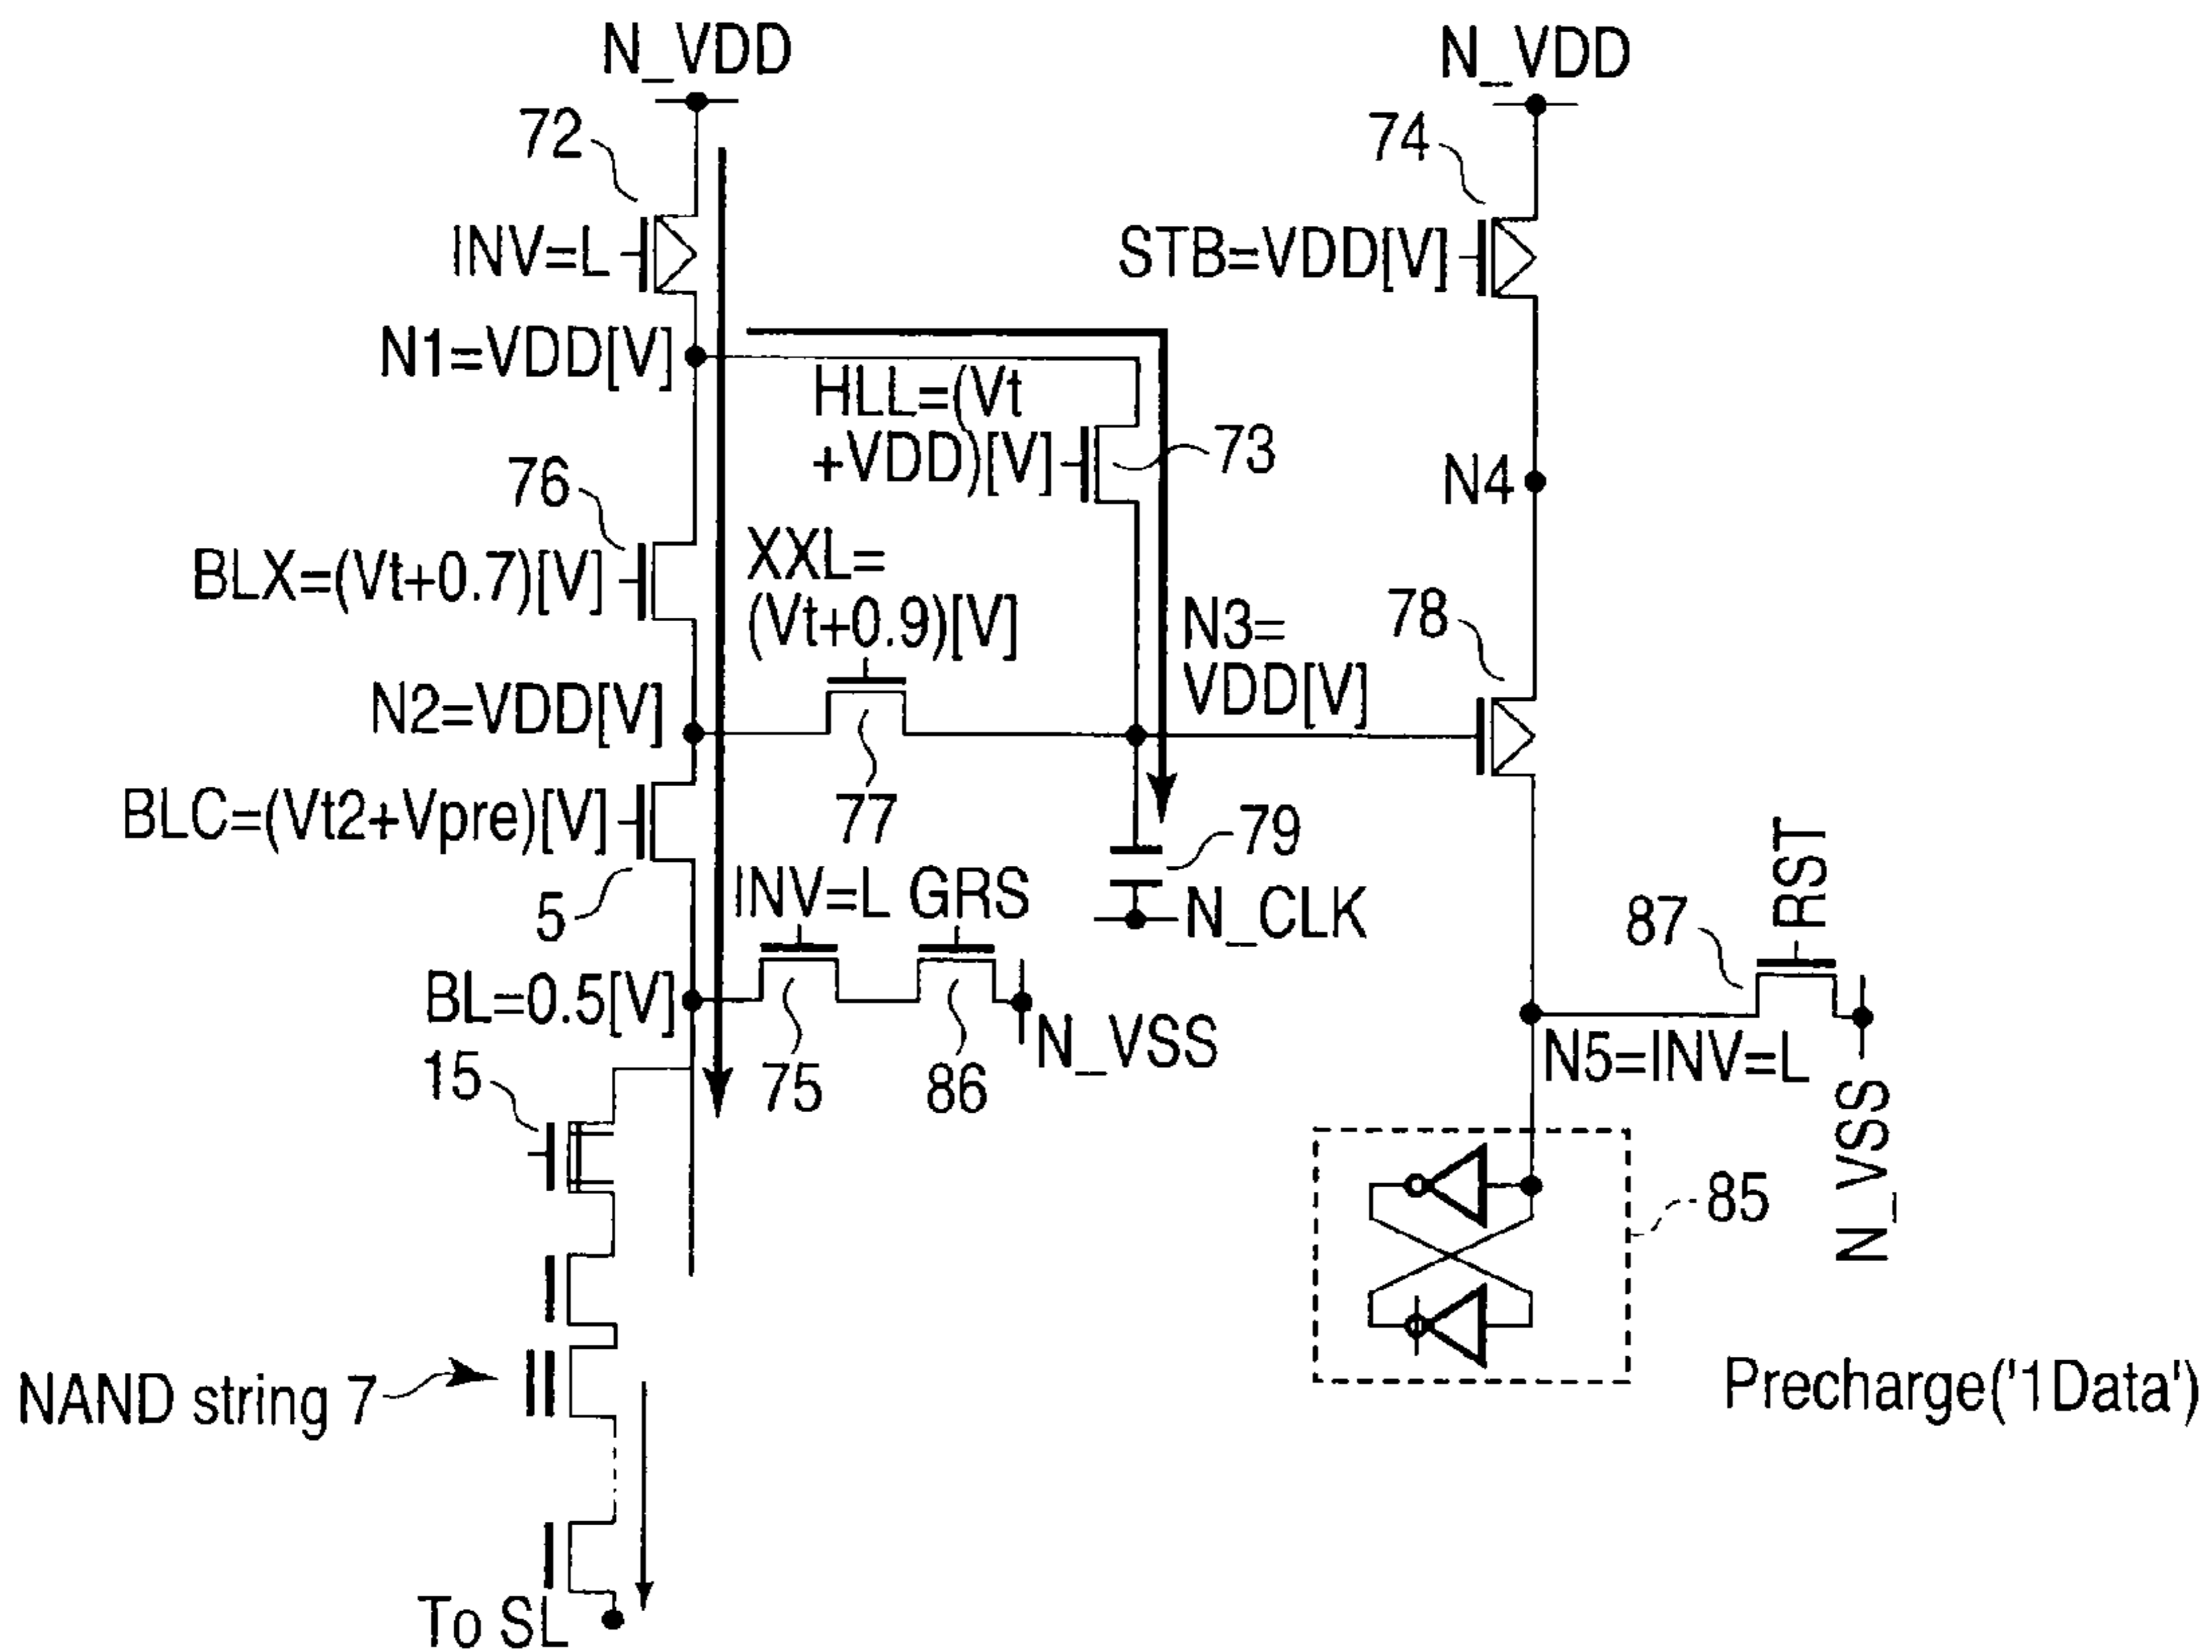 N_VDD
N_VDD
72
74
INV=L
STB=VDD[V]
N1=VDD[V]
HLL=(Vt
+VDD)[V]
73
N4
76
BLX=(Vt+0.7)[V]
XXL=
(Vt+0.9)[V]
N3=
VDD[V]
78
N2=VDD[V]
77
BLC=(Vt2+Vpre)[V]
5
79
N_CLK
INV=L GRS
RST
87
BL=0.5[V]
N_VSS
75
86
N5=INV=L
N_VSS
15
85
NAND string 7
Precharge('1Data')
To SL